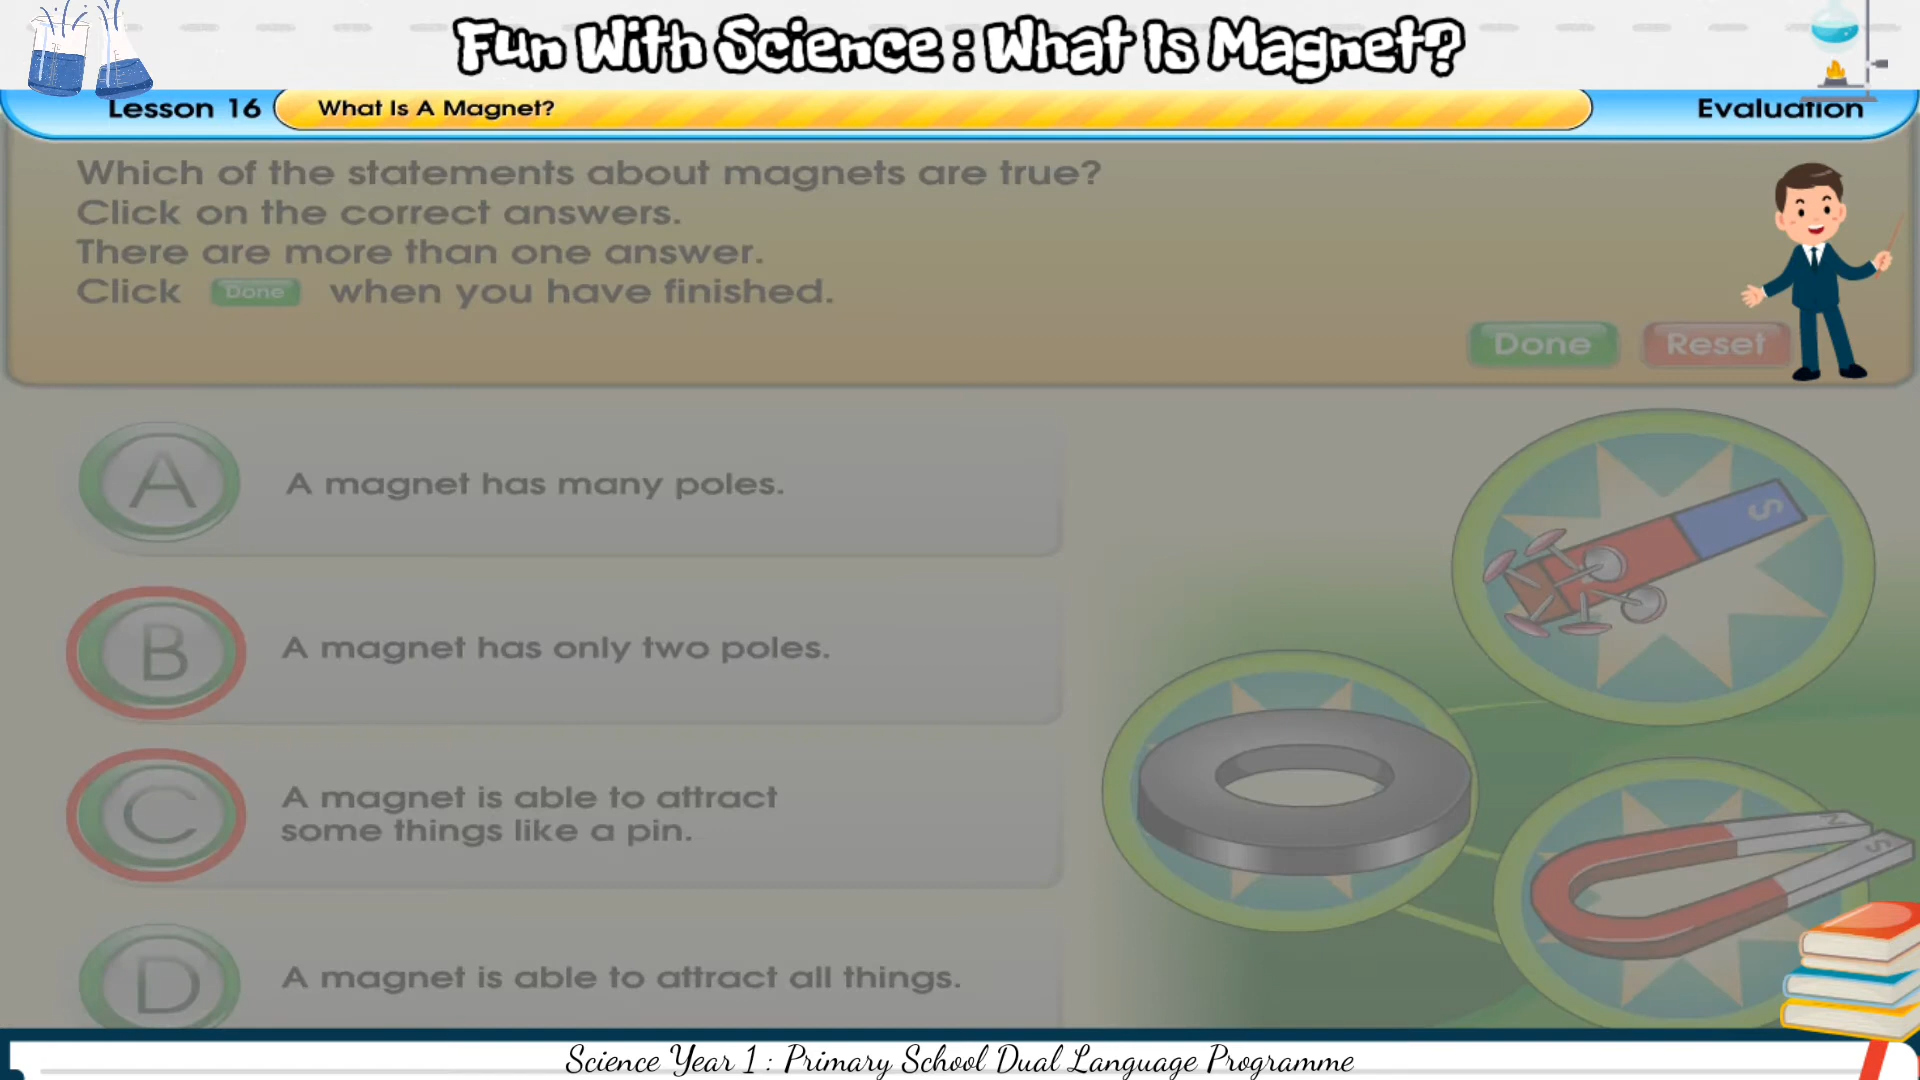 Fun With Science : What Is Magnet?
Lesson 16
What Is A Magnet?
Evaluation
Which of the statements about magnets are true?
Click on the correct answers.
There are more than one answer.
Click Done when you have finished.
Done
Reset
A
A magnet has many poles.
B
A magnet has only two poles.
C
A magnet is able to attract
some things like a pin.
D
A magnet is able to attract all things.
S
N
S
Science Year 1 : Primary School Dual Language Programme